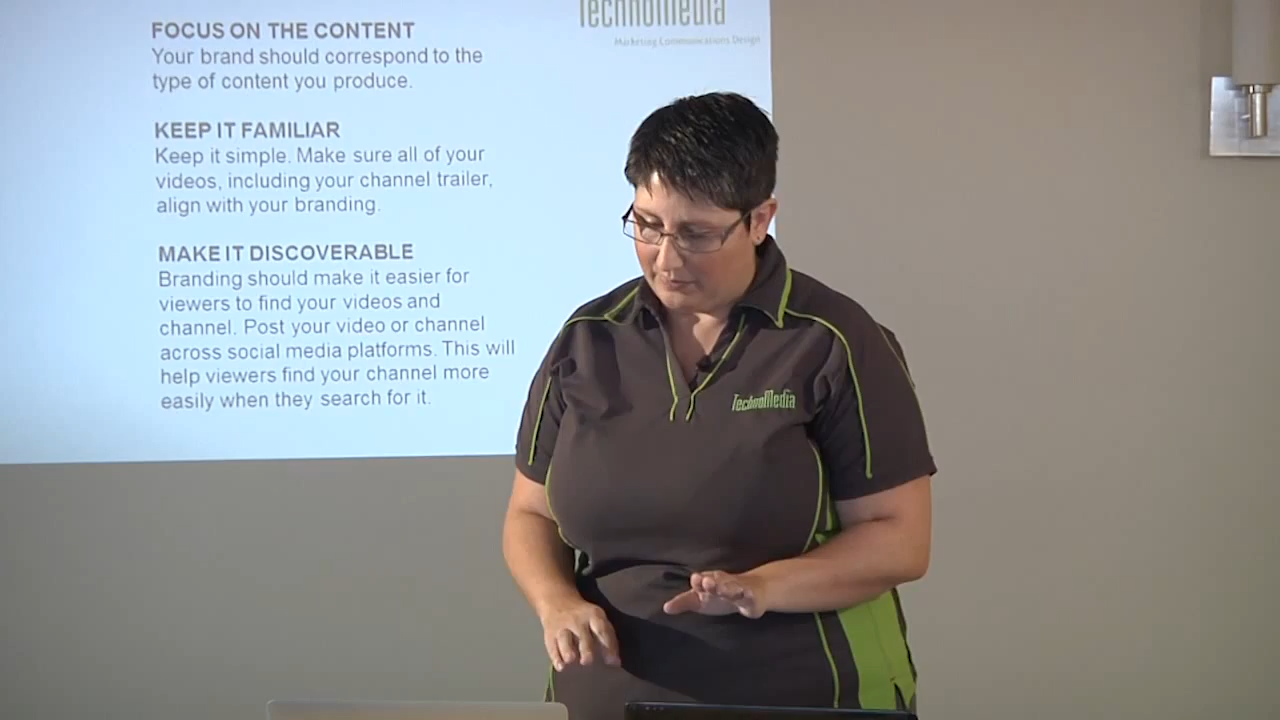 TechnoMedia
Marketing Communications Design
FOCUS ON THE CONTENT
Your brand should correspond to the
type of content you produce.
KEEP IT FAMILIAR
Keep it simple. Make sure all of your
videos, including your channel trailer,
align with your branding.
MAKE IT DISCOVERABLE
Branding should make it easier for
viewers to find your videos and
channel. Post your video or channel
across social media platforms. This will
help viewers find your channel more
easily when they search for it.
TechnoMedia